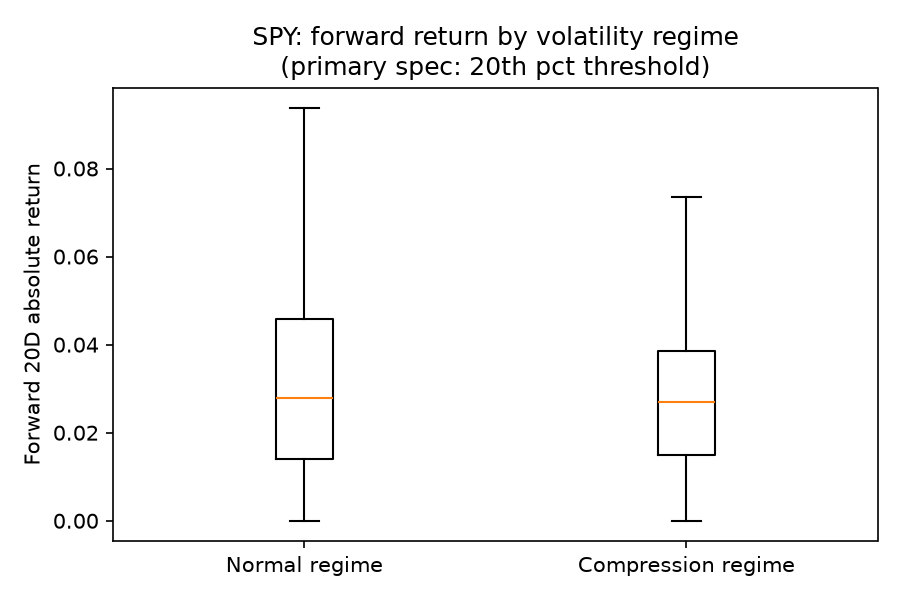 SPY: forward return by volatility regime
(primary spec: 20th pct threshold)
Forward 20D absolute return
0.08
0.06
0.04
0.02
0.00
Normal regime
Compression regime